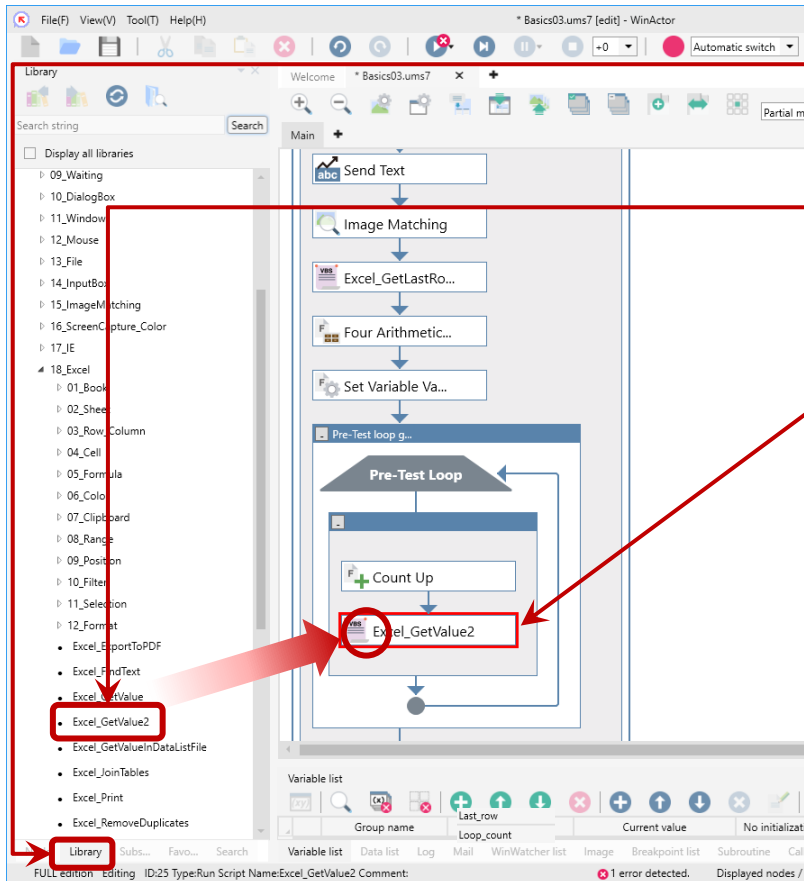 File(F) View(V) Tool(T) Help(H)
* Basics03.ums7 [edit] - WinActor
+0
Automatic switch
Library
Search string
Search
Display all libraries
09_Waiting
10_DialogBox
11_Window
12_Mouse
13_File
14_InputBox
15_ImageMatching
16_ScreenCapture_Color
17_IE
18_Excel
01_Book
02_Sheet
03_Row_Column
04_Cell
05_Formula
06_Color
07_Clipboard
08_Range
09_Position
10_Filter
11_Selection
12_Format
Excel_ExportToPDF
Excel_FindText
Excel_GetValue
Excel_GetValue2
Excel_GetValueInDataListFile
Excel_JoinTables
Excel_Print
Excel_RemoveDuplicates
Library Subs... Favo... Search
Welcome * Basics03.ums7 x +
Partial m
Main +
Send Text
Image Matching
Excel_GetLastRo...
Four Arithmetic...
Set Variable Va...
Pre-Test loop g...
Pre-Test Loop
Count Up
Excel_GetValue2
Variable list
Last_row
Group name
Loop_count
Current value
No initializat
Variable list Data list Log Mail WinWatcher list Image Breakpoint list Subroutine Call
FULL edition Editing ID:25 Type:Run Script Name:Excel_GetValue2 Comment:
1 error detected. Displayed nodes /